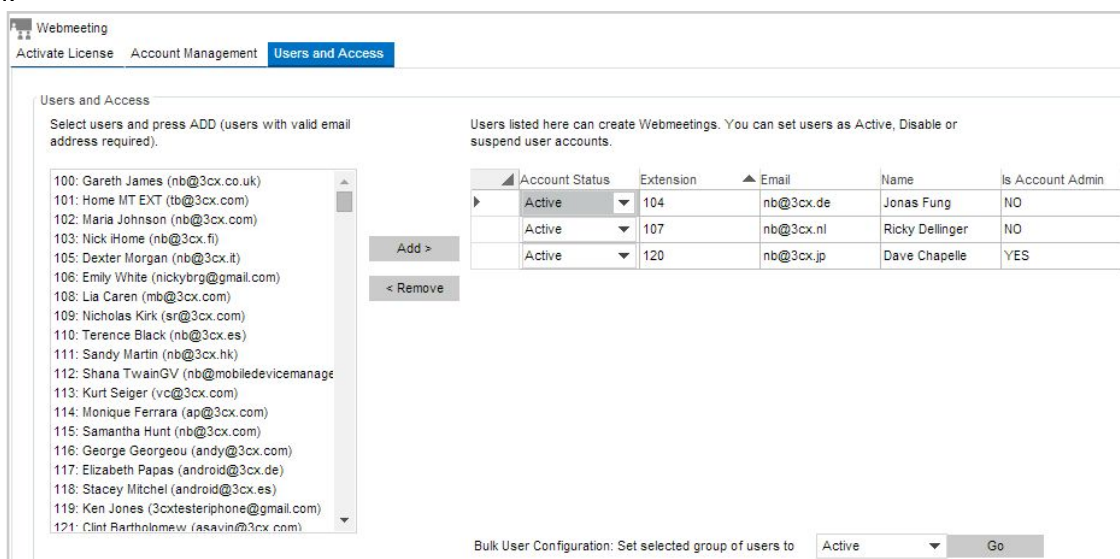 Webmeeting
Activate License Account Management Users and Access
Users and Access
Select users and press ADD (users with valid email
address required).
100: Gareth James (nb@3cx.co.uk)
101: Home MT EXT (tb@3cx.com)
102: Maria Johnson (nb@3cx.com)
103: Nick iHome (nb@3cx.fi)
105: Dexter Morgan (nb@3cx.it)
106: Emily White (nickybrg@gmail.com)
108: Lia Caren (mb@3cx.com)
109: Nicholas Kirk (sr@3cx.com)
110: Terence Black (nb@3cx.es)
111: Sandy Martin (nb@3cx.hk)
112: Shana TwainGV (nb@mobiledevicemanage
113: Kurt Seiger (vc@3cx.com)
114: Monique Ferrara (ap@3cx.com)
115: Samantha Hunt (nb@3cx.com)
116: George Georgeou (andy@3cx.com)
117: Elizabeth Papas (android@3cx.de)
118: Stacey Mitchel (android@3cx.es)
119: Ken Jones (3cxtesteriphone@gmail.com)
121: Clint Bartholomew (asavin@3cx.com)
Add >
< Remove
Users listed here can create Webmeetings. You can set users as Active, Disable or
suspend user accounts.
Account Status Extension Email Name Is Account Admin
Active 104 nb@3cx.de Jonas Fung NO
Active 107 nb@3cx.nl Ricky Dellinger NO
Active 120 nb@3cx.jp Dave Chapelle YES
Bulk User Configuration: Set selected group of users to Active Go